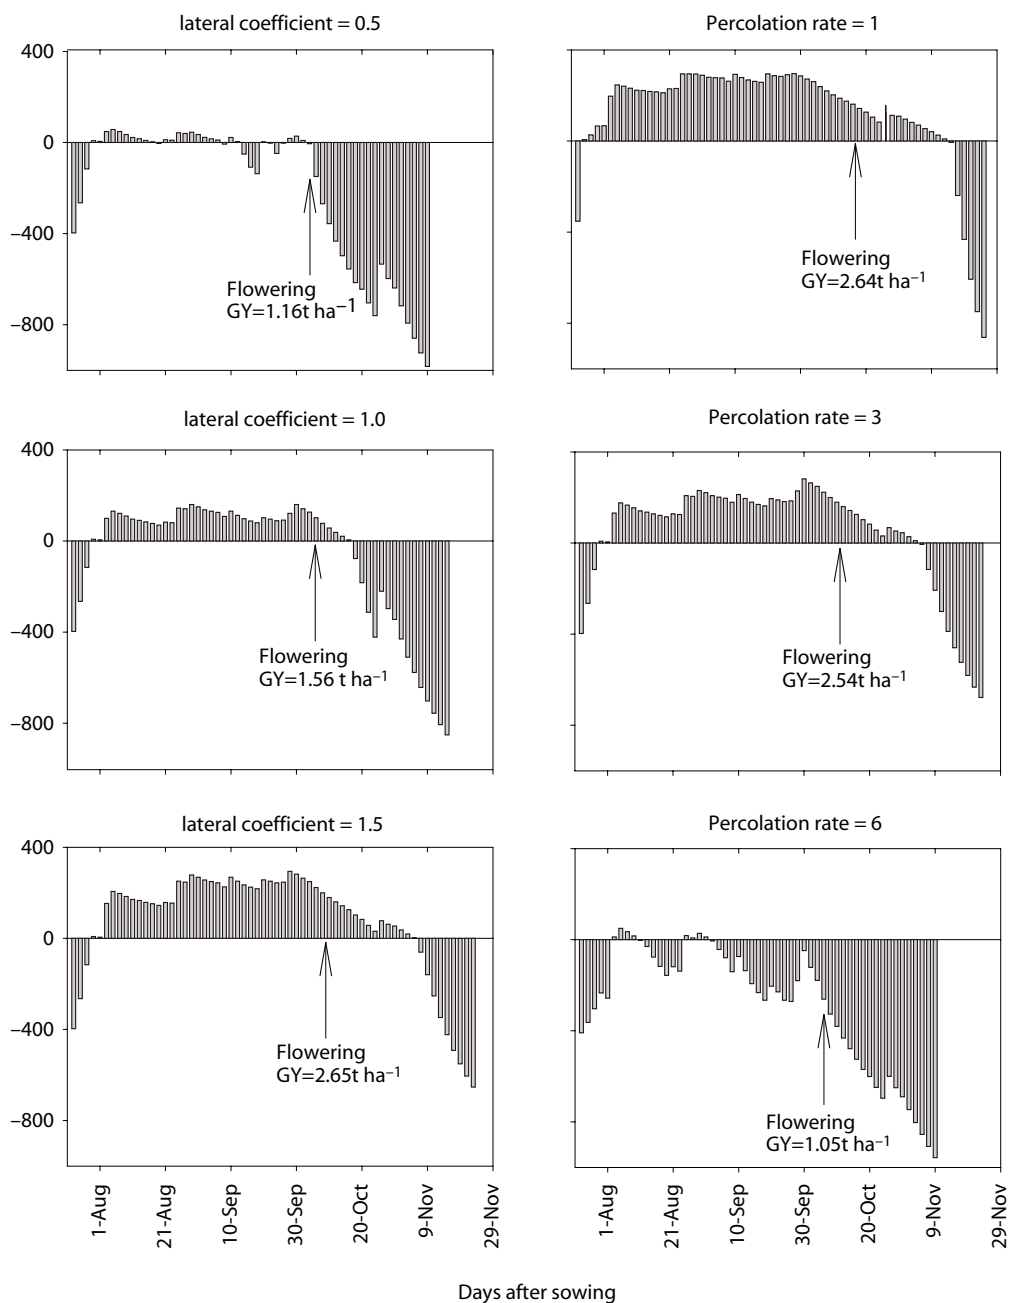 lateral coefficient = 0.5
400
0
−400
−800
Flowering
GY=1.16t ha−1
Percolation rate = 1
Flowering
GY=2.64t ha−1
lateral coefficient = 1.0
400
0
−400
−800
Flowering
GY=1.56 t ha−1
Percolation rate = 3
Flowering
GY=2.54t ha−1
lateral coefficient = 1.5
400
0
−400
−800
Flowering
GY=2.65t ha−1
1-Aug
21-Aug
10-Sep
30-Sep
20-Oct
9-Nov
29-Nov
Percolation rate = 6
Flowering
GY=1.05t ha−1
1-Aug
21-Aug
10-Sep
30-Sep
20-Oct
9-Nov
29-Nov
Days after sowing